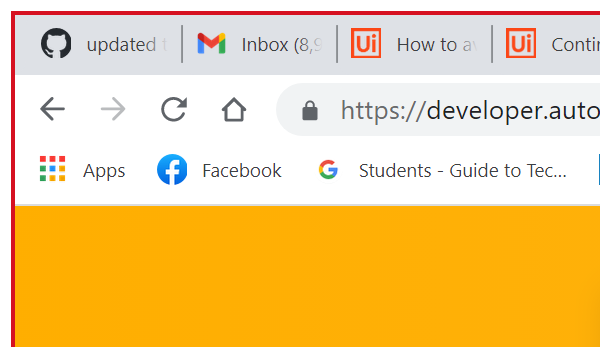 updated Inbox (8,9 Ui How to av Ui Contin
https://developer.auto
Apps Facebook G Students - Guide to Tec...